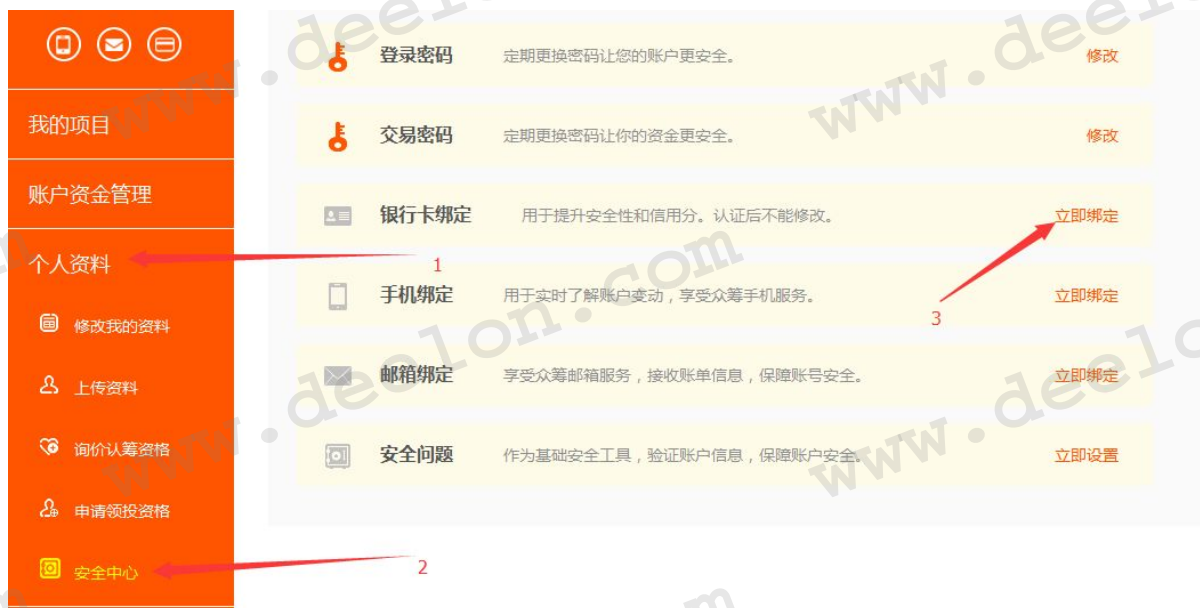 我的项目
账户资金管理
个人资料
修改我的资料
上传资料
询价认筹资格
申请领投资格
安全中心
登录密码 定期更换密码让您的账户更安全。 修改
交易密码 定期更换密码让你的资金更安全。 修改
银行卡绑定 用于提升安全性和信用分。认证后不能修改。 立即绑定
手机绑定 用于实时了解账户变动，享受众筹手机服务。 立即绑定
邮箱绑定 享受众筹邮箱服务，接收账单信息，保障账号安全。 立即绑定
安全问题 作为基础安全工具，验证账户信息，保障账户安全。 立即设置
1
2
3
www.deelon.com